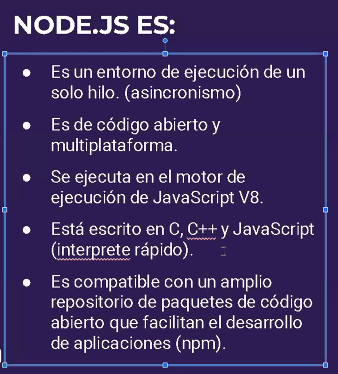 NODE.JS ES:
● Es un entorno de ejecución de un
solo hilo. (asincronismo)
● Es de código abierto y
multiplataforma.
● Se ejecuta en el motor de
ejecución de JavaScript V8.
● Está escrito en C, C++ y JavaScript
(interprete rápido).
● Es compatible con un amplio
repositorio de paquetes de código
abierto que facilitan el desarrollo
de aplicaciones (npm).